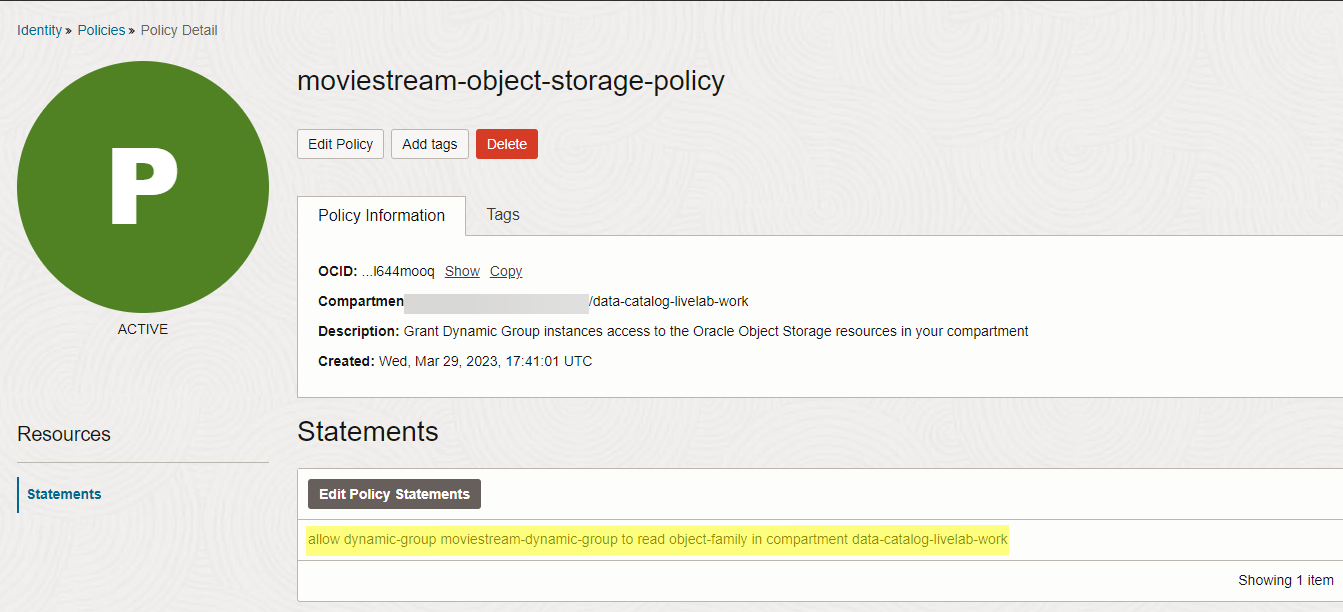 Identity » Policies » Policy Detail
P
ACTIVE
moviestream-object-storage-policy
Edit Policy Add tags Delete
Policy Information Tags
OCID: ...l644mooq Show Copy
Compartmen /data-catalog-livelab-work
Description: Grant Dynamic Group instances access to the Oracle Object Storage resources in your compartment
Created: Wed, Mar 29, 2023, 17:41:01 UTC
Resources
Statements
Statements
Edit Policy Statements
allow dynamic-group moviestream-dynamic-group to read object-family in compartment data-catalog-livelab-work
Showing 1 item